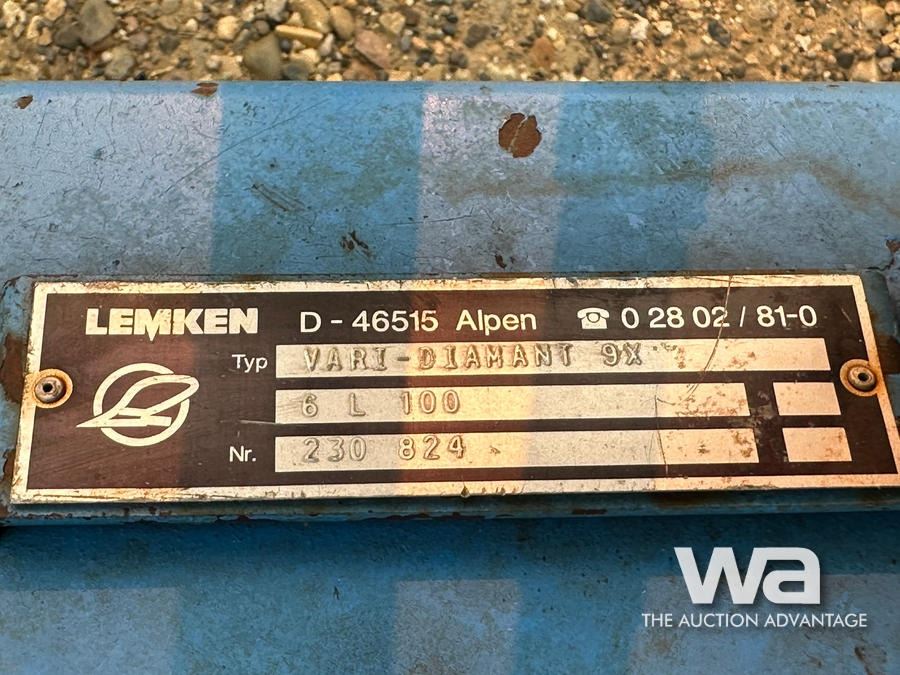 LEMKEN D - 46515 Alpen ☎ 0 28 02 / 81-0
Typ VARI-DIAMANT 9X
6 L 100
Nr. 230 824
wa
THE AUCTION ADVANTAGE